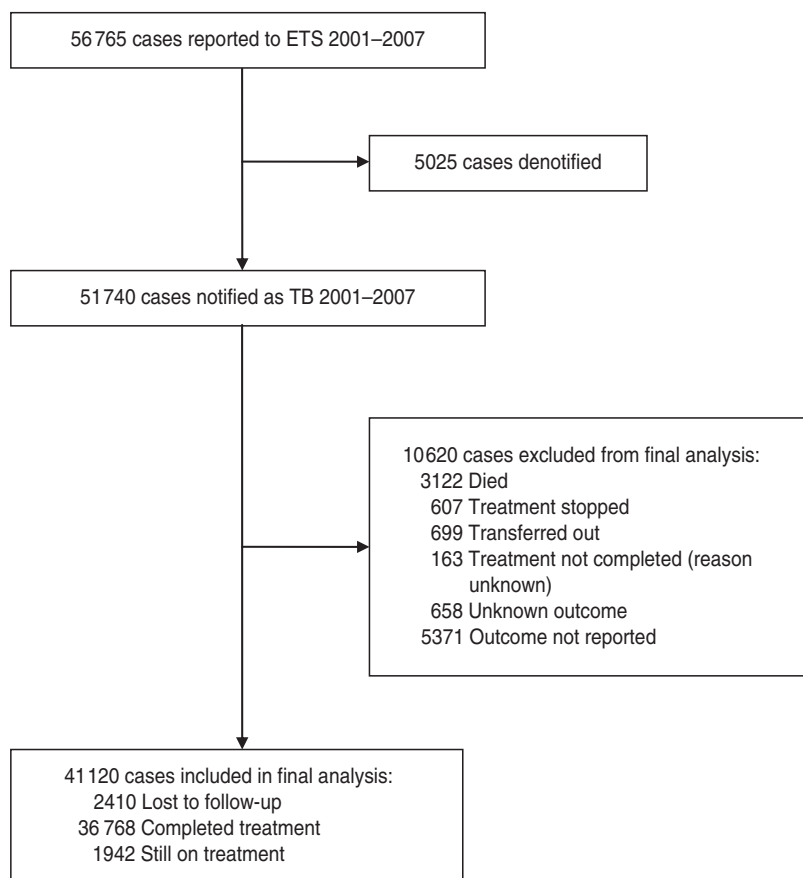 56 765 cases reported to ETS 2001–2007
5025 cases denotified
51 740 cases notified as TB 2001–2007
10 620 cases excluded from final analysis:
3122 Died
607 Treatment stopped
699 Transferred out
163 Treatment not completed (reason
unknown)
658 Unknown outcome
5371 Outcome not reported
41 120 cases included in final analysis:
2410 Lost to follow-up
36 768 Completed treatment
1942 Still on treatment